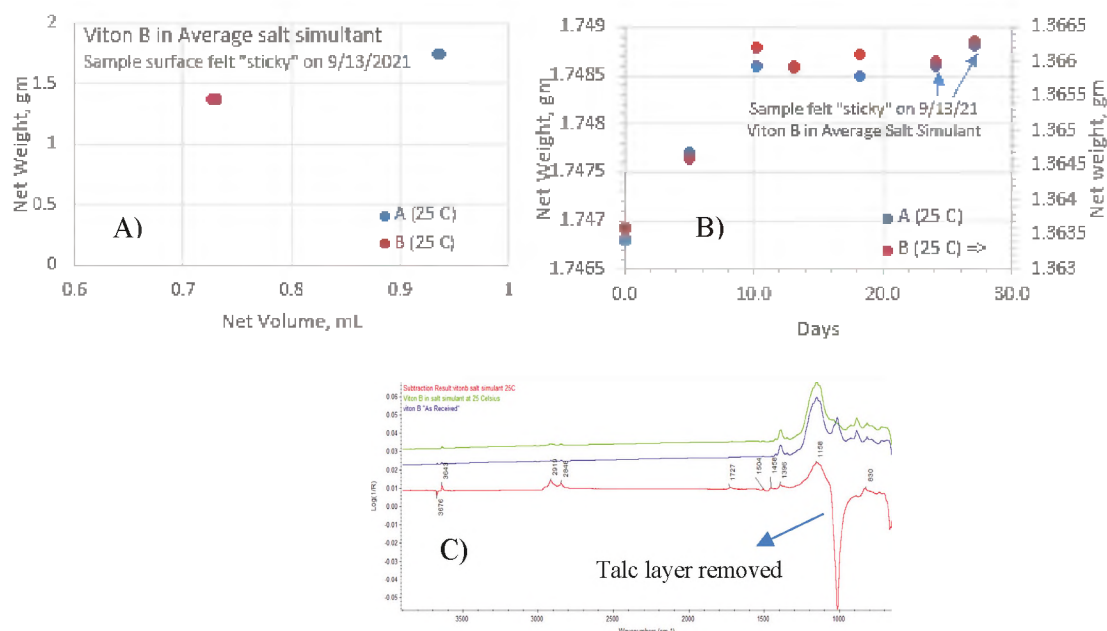 2
1.5
1
0.5
0
Net Weight, gm
Viton B in Average salt simultant
Sample surface felt "sticky" on 9/13/2021
A)
A (25 C)
B (25 C)
0.6
0.7
0.8
0.9
1
Net Volume, mL
1.749
1.7485
1.748
1.7475
1.747
1.7465
Net Weight, gm
Sample felt "sticky" on 9/13/21
Viton B in Average Salt Simulant
B)
A (25 C)
B (25 C) =>
1.3665
1.366
1.3655
1.365
1.3645
1.364
1.3635
1.363
Net weight, gm
0.0
10.0
20.0
30.0
Days
Subtraction Result vitonb salt simulant 25C
Viton B in salt simulant at 25 Celsius
viton B "As Received"
0.06
0.05
0.04
0.03
0.02
0.01
0.00
-0.01
-0.02
-0.03
-0.04
-0.05
Log(1/R)
3676
3643
2919
2848
1727
1504
1456
1396
1156
830
C)
Talc layer removed
3500
3000
2500
2000
1500
1000